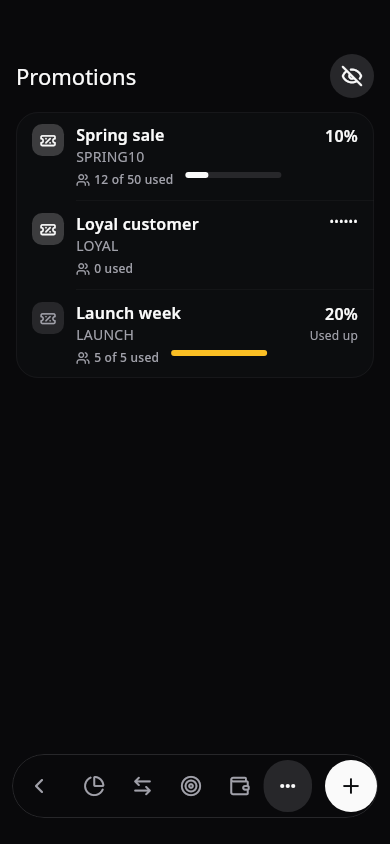 Promotions
Spring sale
10%
SPRING10
12 of 50 used
Loyal customer
••••••
LOYAL
0 used
Launch week
20%
LAUNCH
Used up
5 of 5 used